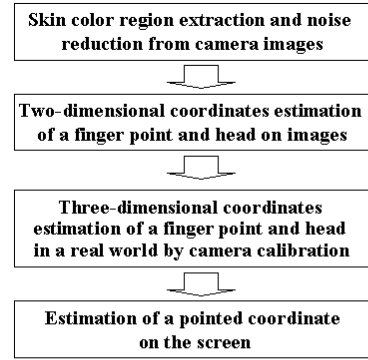 Skin color region extraction and noise
reduction from camera images
Two-dimensional coordinates estimation
of a finger point and head on images
Three-dimensional coordinates
estimation of a finger point and head
in a real world by camera calibration
Estimation of a pointed coordinate
on the screen